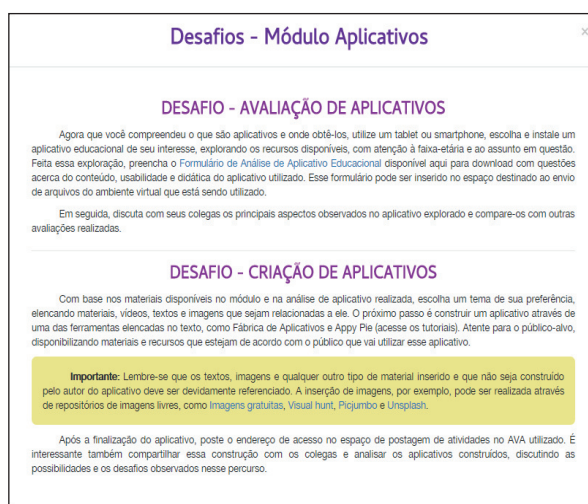 Desafios - Módulo Aplicativos
×
DESAFIO - AVALIAÇÃO DE APLICATIVOS
Agora que você compreendeu o que são aplicativos e onde obtê-los, utilize um tablet ou smartphone, escolha e instale um
aplicativo educacional de seu interesse, explorando os recursos disponíveis, com atenção à faixa-etária e ao assunto em questão.
Feita essa exploração, preencha o Formulário de Análise de Aplicativo Educacional disponível aqui para download com questões
acerca do conteúdo, usabilidade e didática do aplicativo utilizado. Esse formulário pode ser inserido no espaço destinado ao envio
de arquivos do ambiente virtual que está sendo utilizado.
Em seguida, discuta com seus colegas os principais aspectos observados no aplicativo explorado e compare-os com outras
avaliações realizadas.
DESAFIO - CRIAÇÃO DE APLICATIVOS
Com base nos materiais disponíveis no módulo e na análise de aplicativo realizada, escolha um tema de sua preferência,
elencando materiais, vídeos, textos e imagens que sejam relacionadas a ele. O próximo passo é construir um aplicativo através de
uma das ferramentas elencadas no texto, como Fábrica de Aplicativos e Appy Pie (acesse os tutoriais). Atente para o público-alvo,
disponibilizando materiais e recursos que estejam de acordo com o público que vai utilizar esse aplicativo.
Importante: Lembre-se que os textos, imagens e qualquer outro tipo de material inserido e que não seja construído
pelo autor do aplicativo deve ser devidamente referenciado. A inserção de imagens, por exemplo, pode ser realizada através
de repositórios de imagens livres, como Imagens gratuitas, Visual hunt, Picjumbo e Unsplash.
Após a finalização do aplicativo, poste o endereço de acesso no espaço de postagem de atividades no AVA utilizado. É
interessante também compartilhar essa construção com os colegas e analisar os aplicativos construídos, discutindo as
possibilidades e os desafios observados nesse percurso.